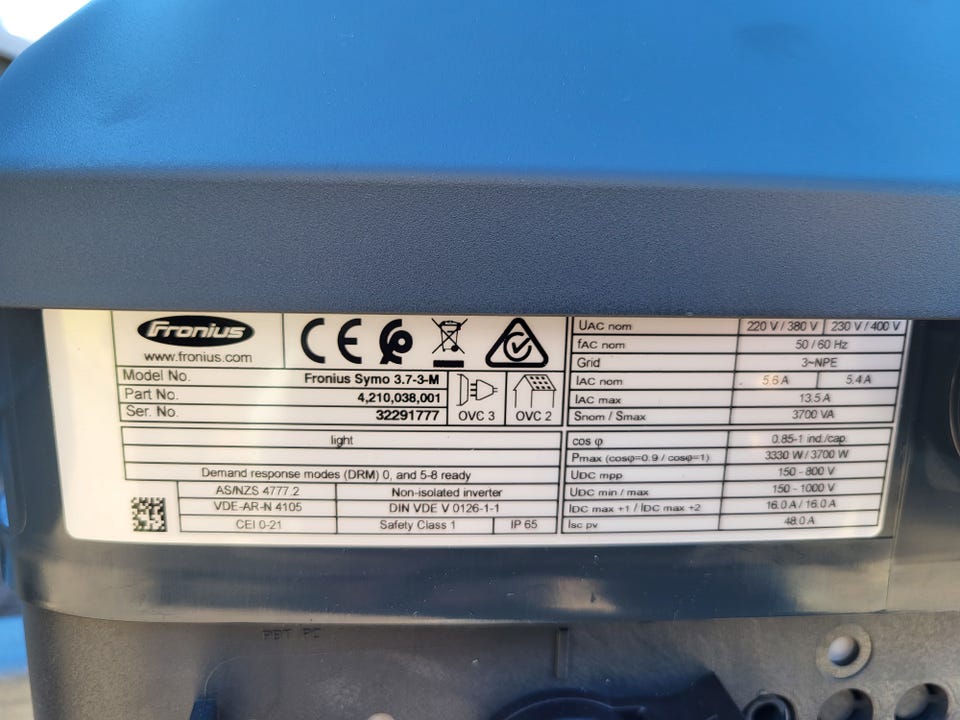 Fronius
www.fronius.com
CE
Model No. Fronius Symo 3.7-3-M
Part No. 4,210,038,001
Ser. No. 32291777
OVC 3 OVC 2
light
Demand response modes (DRM) 0, and 5-8 ready
AS/NZS 4777.2 Non-isolated inverter
VDE-AR-N 4105 DIN VDE V 0126-1-1
CEI 0-21 Safety Class 1 IP 65
UAC nom 220 V / 380 V 230 V / 400 V
fAC nom 50 / 60 Hz
Grid 3~NPE
IAC nom 5.6 A 5.4 A
IAC max 13.5 A
Snom / Smax 3700 VA
cos φ 0.85-1 ind./cap.
Pmax (cosφ=0.9 / cosφ=1) 3330 W / 3700 W
UDC mpp 150 - 800 V
UDC min / max 150 - 1000 V
IDC max +1 / IDC max +2 16.0 A / 16.0 A
Isc pv 48.0 A
PBT PC